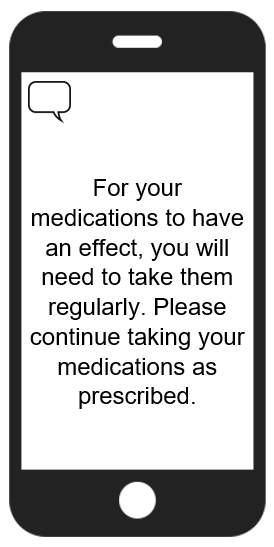 For your
medications to have
an effect, you will
need to take them
regularly. Please
continue taking your
medications as
prescribed.